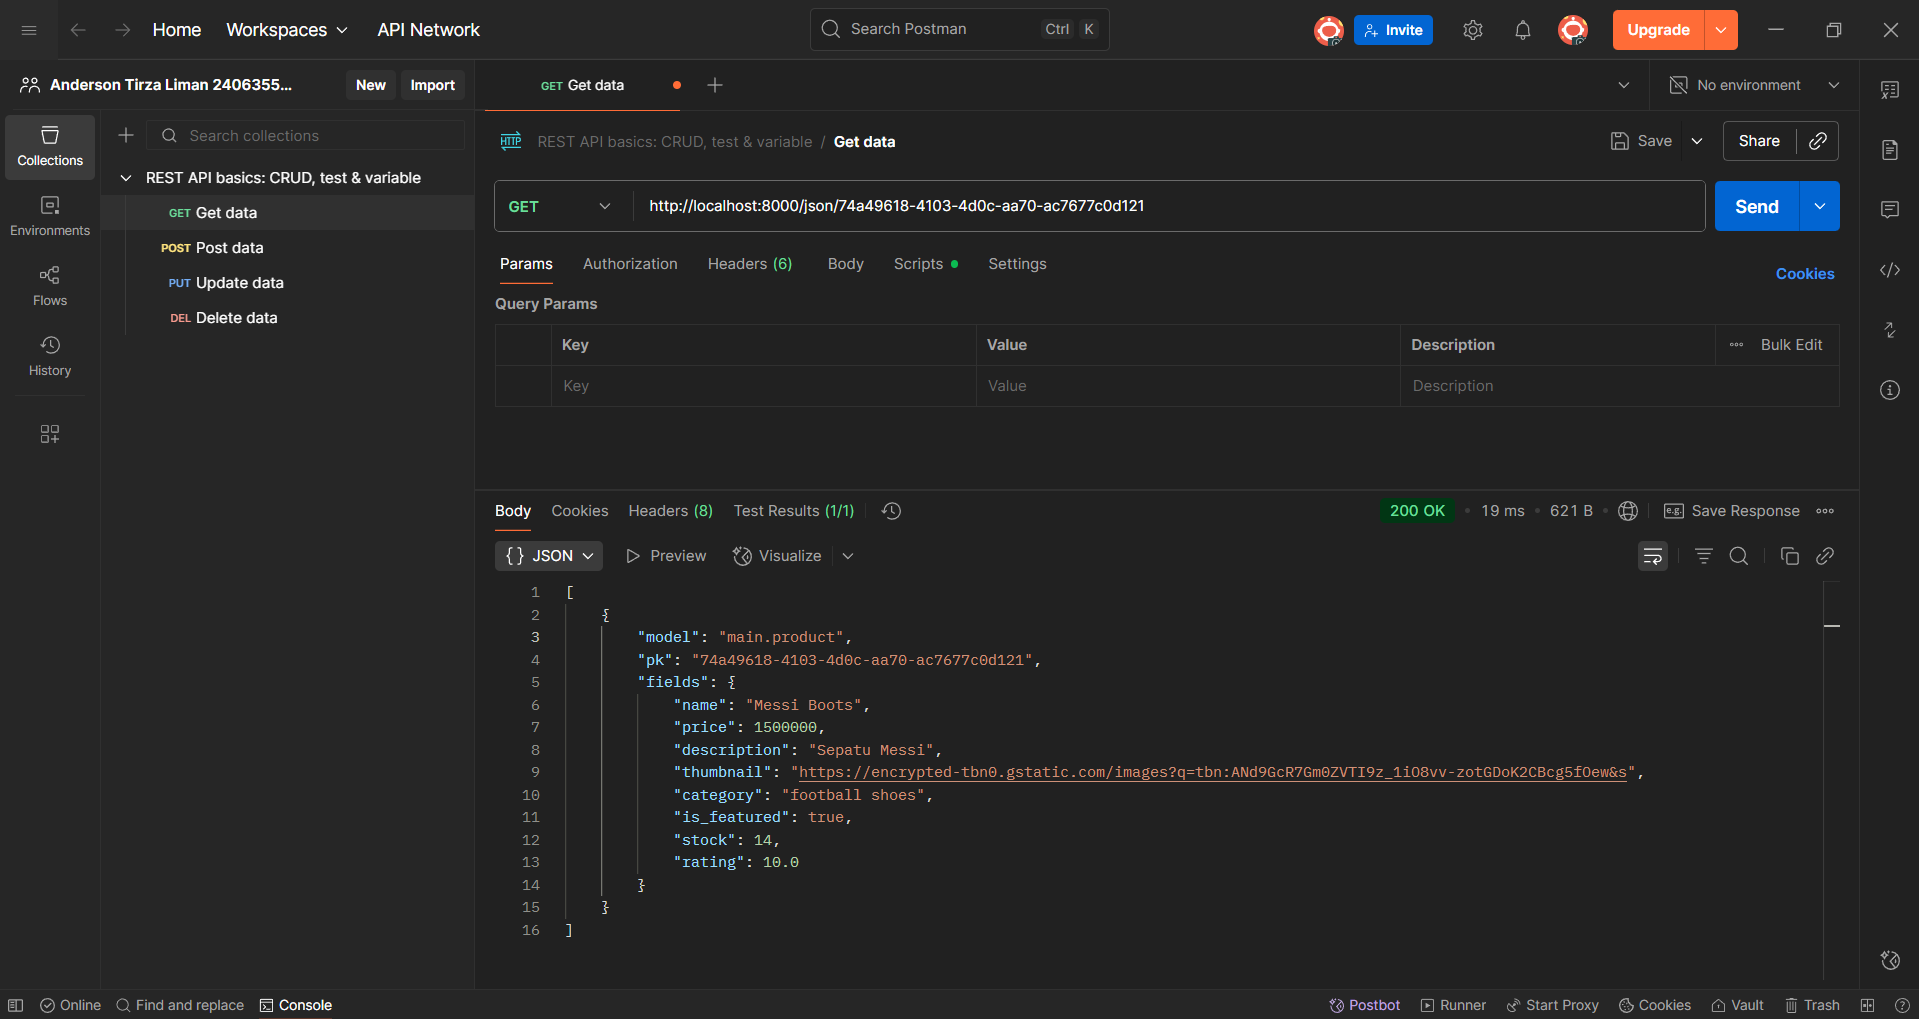 Home Workspaces API Network Search Postman Ctrl K Invite Upgrade
Anderson Tirza Liman 2406355... New Import GET Get data No environment
Search collections
Collections
Environments
Flows
History
REST API basics: CRUD, test & variable
GET Get data
POST Post data
PUT Update data
DEL Delete data
HTTP REST API basics: CRUD, test & variable / Get data Save Share
GET http://localhost:8000/json/74a49618-4103-4d0c-aa70-ac7677c0d121 Send
Params Authorization Headers (6) Body Scripts Settings Cookies
Query Params
Key Value Description Bulk Edit
Key Value Description
Body Cookies Headers (8) Test Results (1/1) 200 OK • 19 ms • 621 B • e.g. Save Response
{} JSON Preview Visualize
1 [
2 {
3 "model": "main.product",
4 "pk": "74a49618-4103-4d0c-aa70-ac7677c0d121",
5 "fields": {
6 "name": "Messi Boots",
7 "price": 1500000,
8 "description": "Sepatu Messi",
9 "thumbnail": "https://encrypted-tbn0.gstatic.com/images?q=tbn:ANd9GcR7Gm0ZVTI9z_1iO8vv-zotGDoK2CBcg5fOew&s",
10 "category": "football shoes",
11 "is_featured": true,
12 "stock": 14,
13 "rating": 10.0
14 }
15 }
16 ]
Online Find and replace Console Postbot Runner Start Proxy Cookies Vault Trash